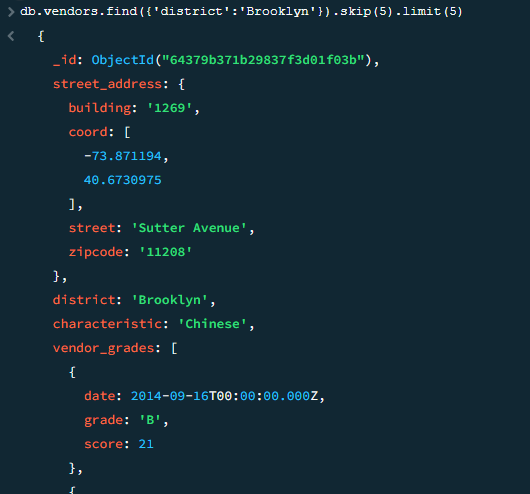 > db.vendors.find({'district':'Brooklyn'}).skip(5).limit(5)
< {
_id: ObjectId("64379b371b29837f3d01f03b"),
street_address: {
building: '1269',
coord: [
-73.871194,
40.6730975
],
street: 'Sutter Avenue',
zipcode: '11208'
},
district: 'Brooklyn',
characteristic: 'Chinese',
vendor_grades: [
{
date: 2014-09-16T00:00:00.000Z,
grade: 'B',
score: 21
},
{